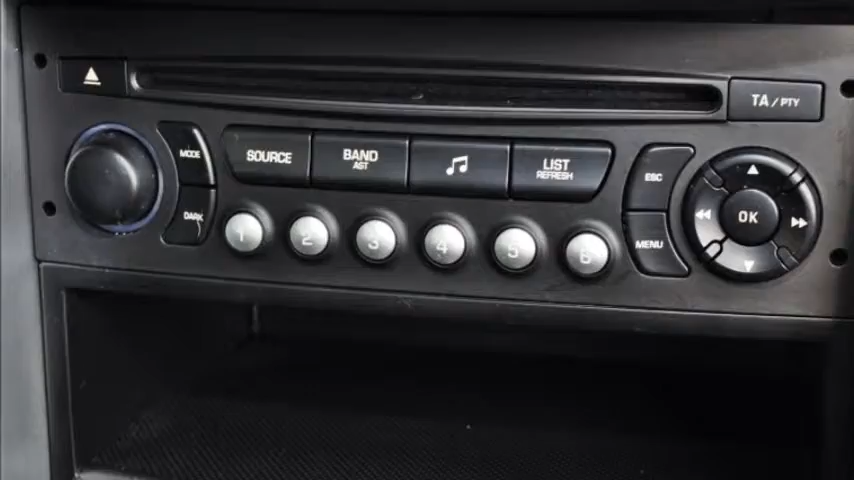 TA / PTY
MODE
SOURCE
BAND
AST
LIST
REFRESH
ESC
OK
DARK
MENU
1
2
3
4
5
6